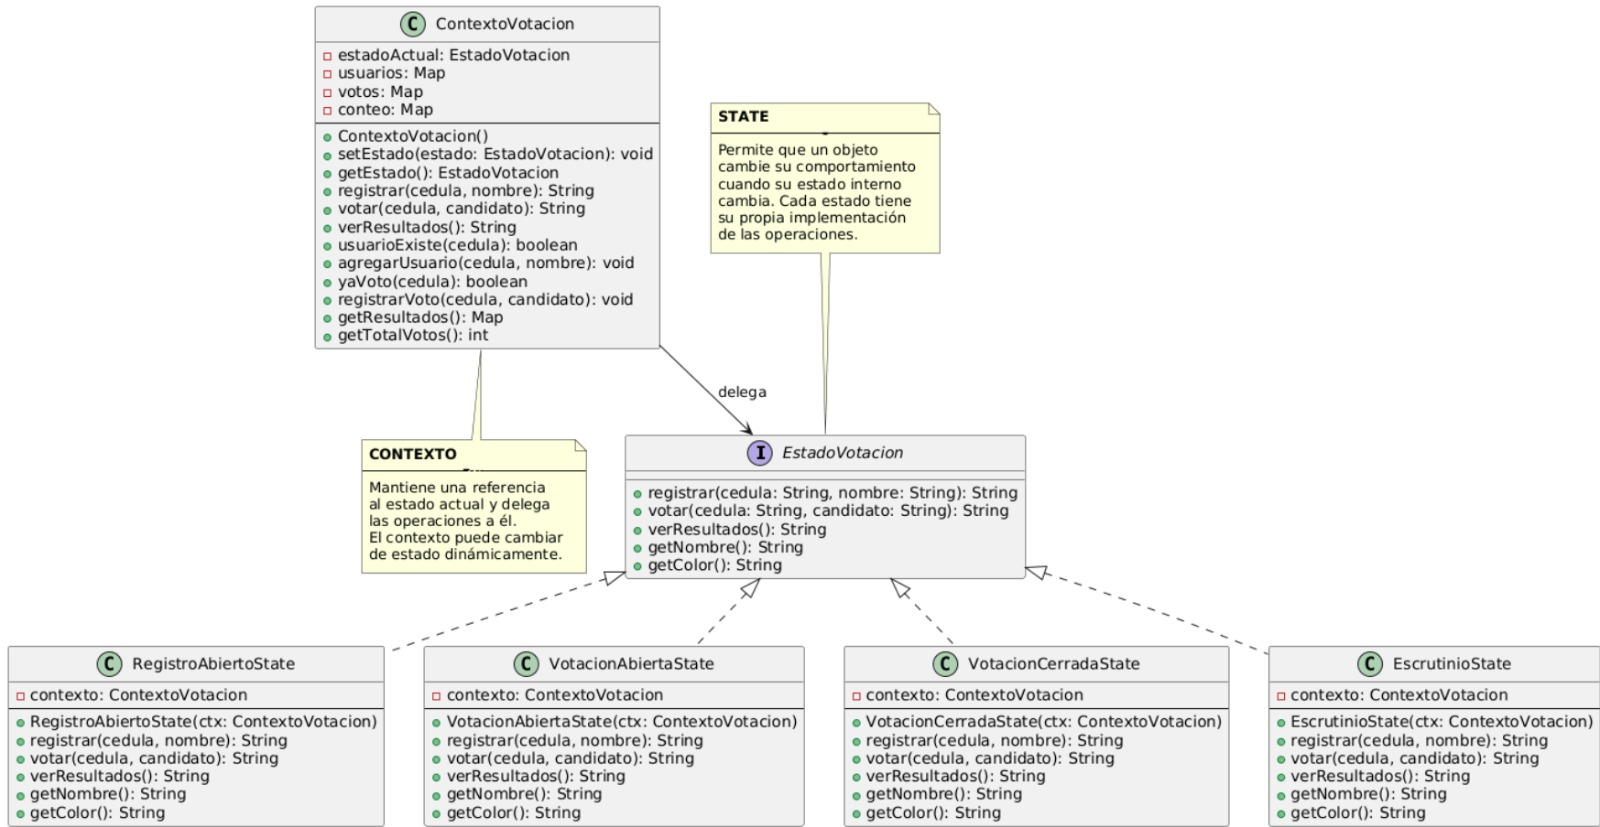 C ContextoVotacion
estadoActual: EstadoVotacion
usuarios: Map
votos: Map
conteo: Map
ContextoVotacion()
setEstado(estado: EstadoVotacion): void
getEstado(): EstadoVotacion
registrar(cedula, nombre): String
votar(cedula, candidato): String
verResultados(): String
usuarioExiste(cedula): boolean
agregarUsuario(cedula, nombre): void
yaVoto(cedula): boolean
registrarVoto(cedula, candidato): void
getResultados(): Map
getTotalVotos(): int
STATE
Permite que un objeto
cambie su comportamiento
cuando su estado interno
cambia. Cada estado tiene
su propia implementación
de las operaciones.
delega
CONTEXTO
Mantiene una referencia
al estado actual y delega
las operaciones a él.
El contexto puede cambiar
de estado dinámicamente.
I EstadoVotacion
registrar(cedula: String, nombre: String): String
votar(cedula: String, candidato: String): String
verResultados(): String
getNombre(): String
getColor(): String
C RegistroAbiertoState
contexto: ContextoVotacion
RegistroAbiertoState(ctx: ContextoVotacion)
registrar(cedula, nombre): String
votar(cedula, candidato): String
verResultados(): String
getNombre(): String
getColor(): String
C VotacionAbiertaState
contexto: ContextoVotacion
VotacionAbiertaState(ctx: ContextoVotacion)
registrar(cedula, nombre): String
votar(cedula, candidato): String
verResultados(): String
getNombre(): String
getColor(): String
C VotacionCerradaState
contexto: ContextoVotacion
VotacionCerradaState(ctx: ContextoVotacion)
registrar(cedula, nombre): String
votar(cedula, candidato): String
verResultados(): String
getNombre(): String
getColor(): String
C EscrutinioState
contexto: ContextoVotacion
EscrutinioState(ctx: ContextoVotacion)
registrar(cedula, nombre): String
votar(cedula, candidato): String
verResultados(): String
getNombre(): String
getColor(): String